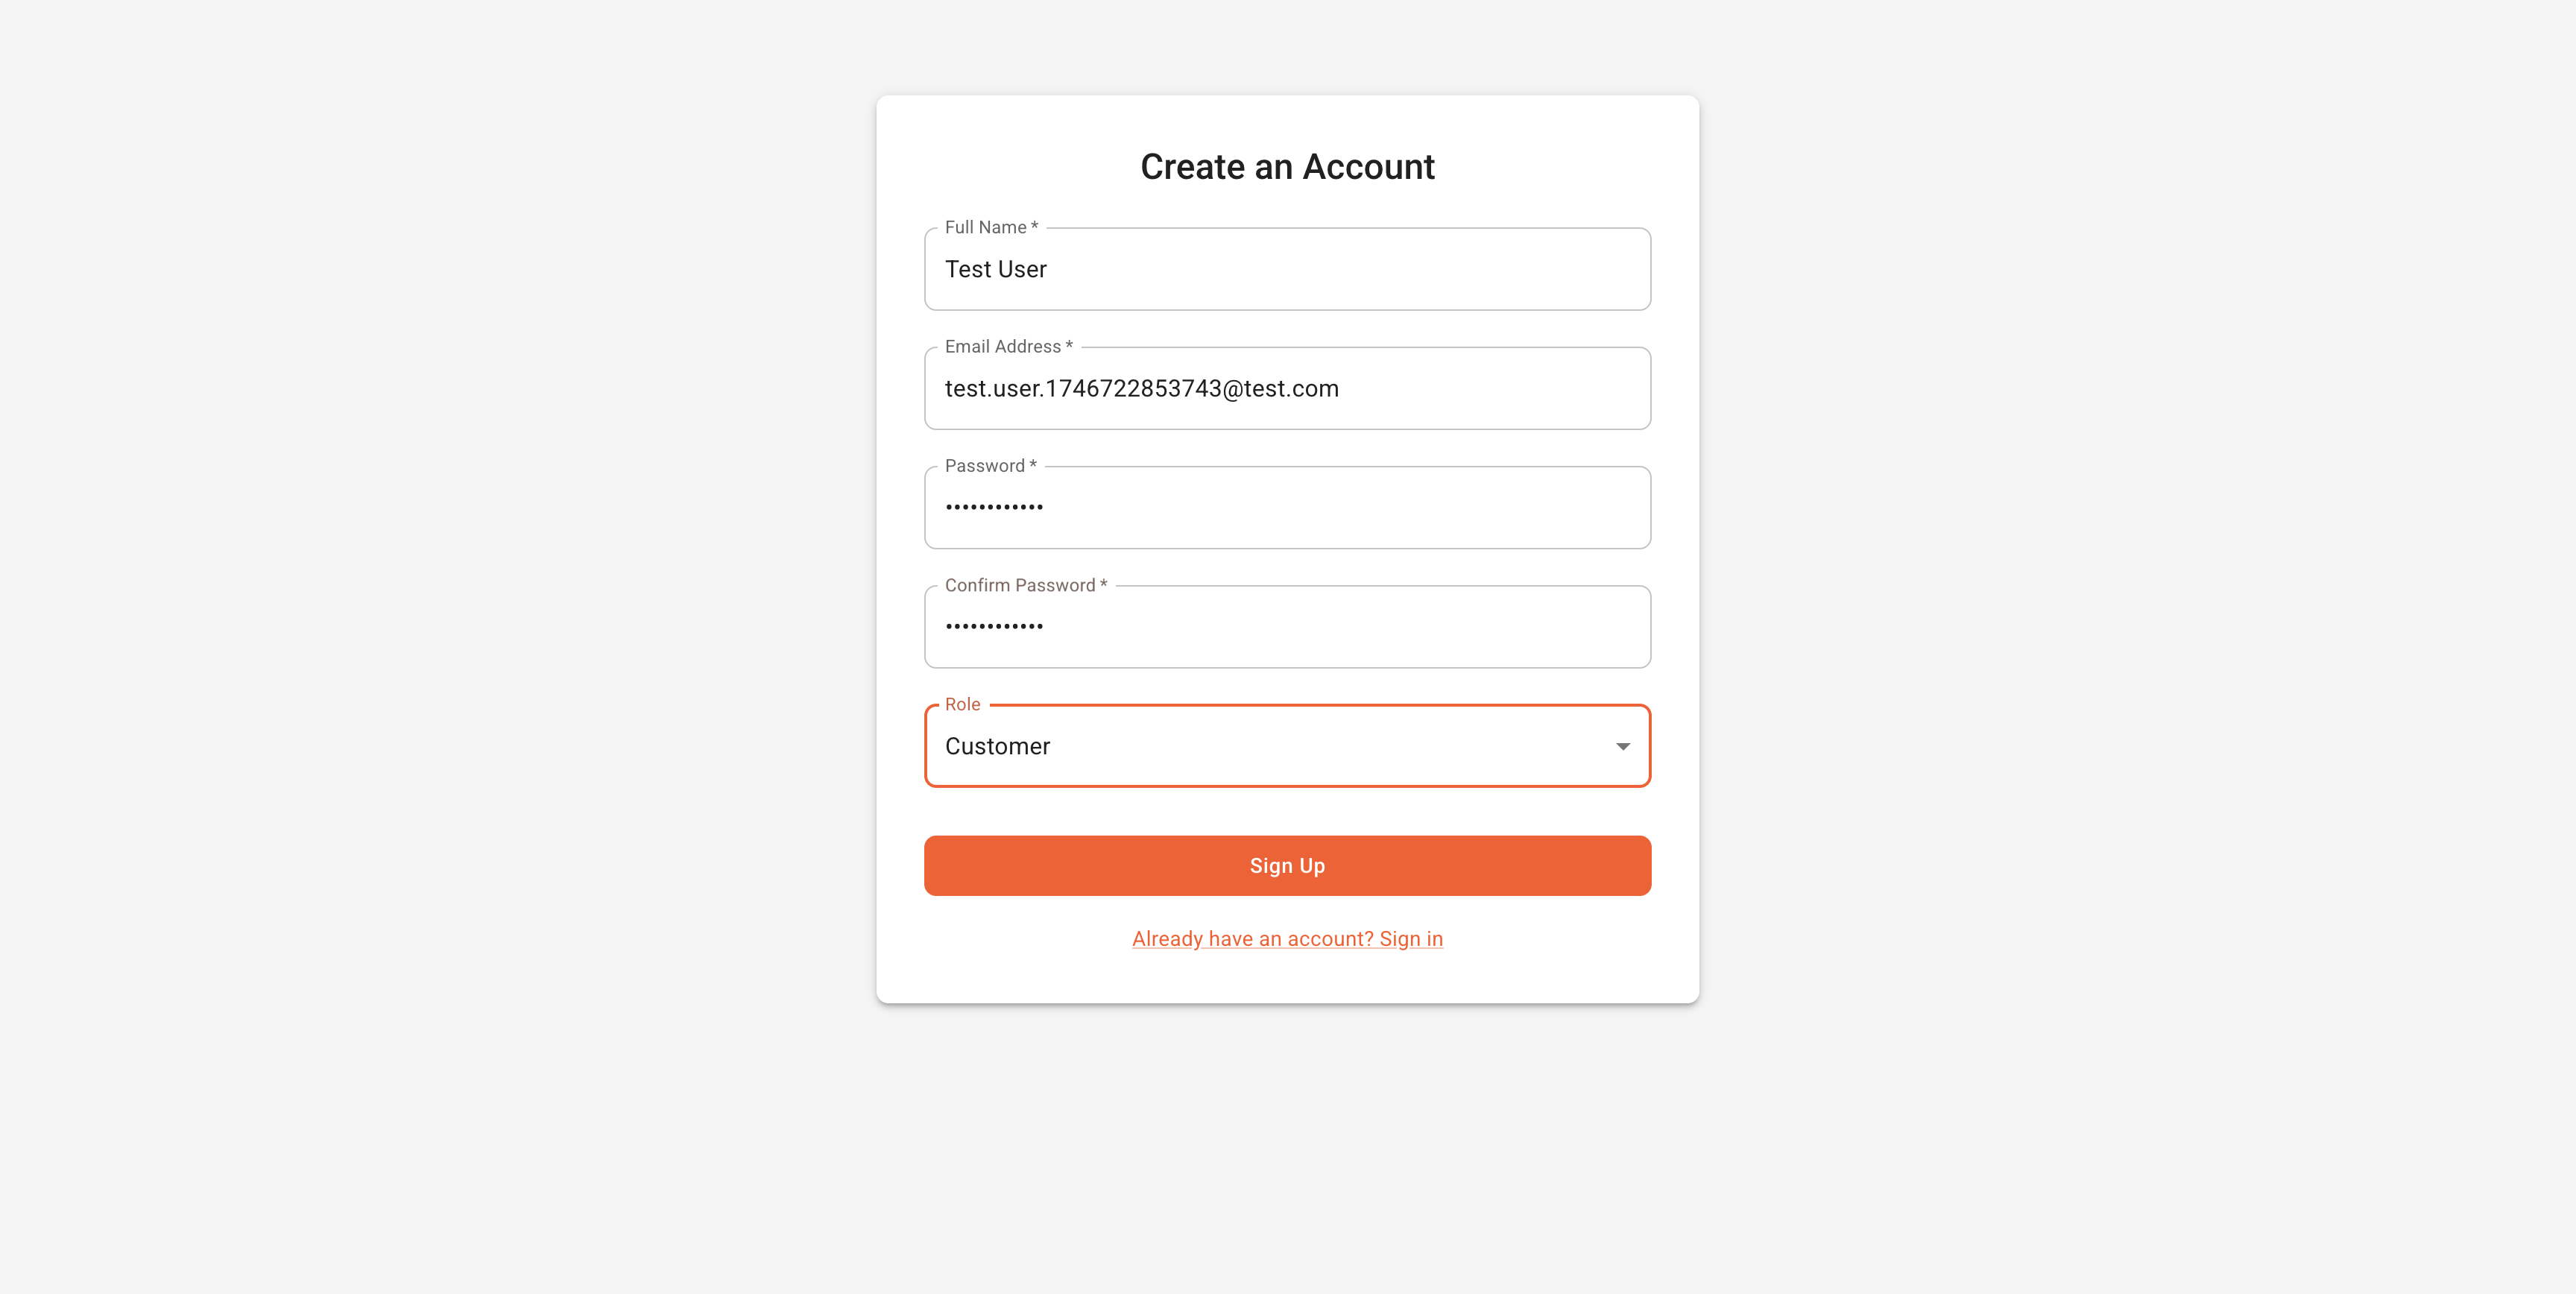 Create an Account
Full Name *
Test User
Email Address *
test.user.1746722853743@test.com
Password *
••••••••••••
Confirm Password *
••••••••••••
Role
Customer
Sign Up
Already have an account? Sign in